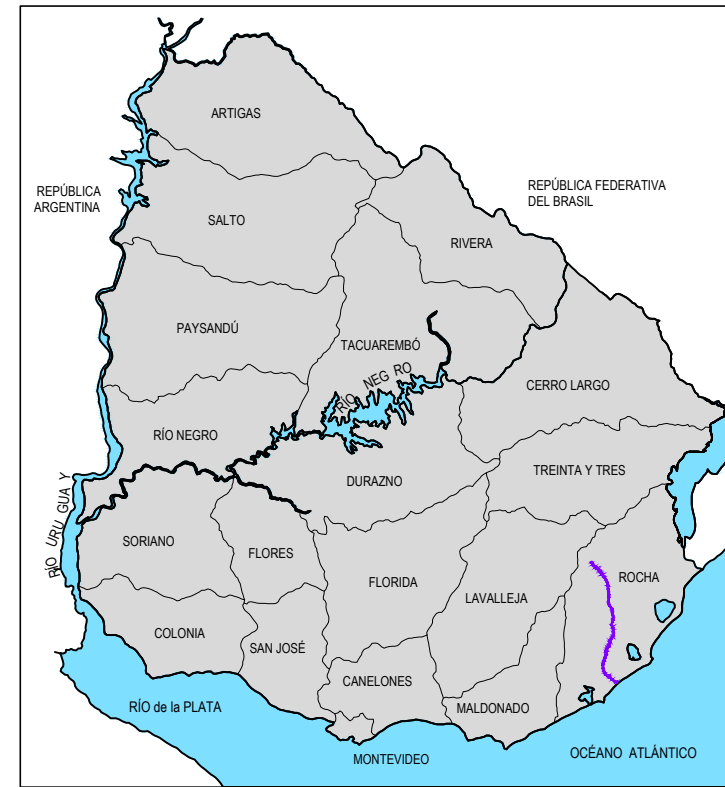 ARTIGAS
REPÚBLICA
ARGENTINA
REPÚBLICA FEDERATIVA
DEL BRASIL
SALTO
RIVERA
PAYSANDÚ
TACUAREMBÓ
RÍO NEG RO
CERRO LARGO
RÍO NEGRO
TREINTA Y TRES
DURAZNO
RÍO URU GUA Y
SORIANO
FLORES
FLORIDA
ROCHA
LAVALLEJA
COLONIA
SAN JOSÉ
CANELONES
MALDONADO
RÍO de la PLATA
MONTEVIDEO
OCÉANO ATLÁNTICO